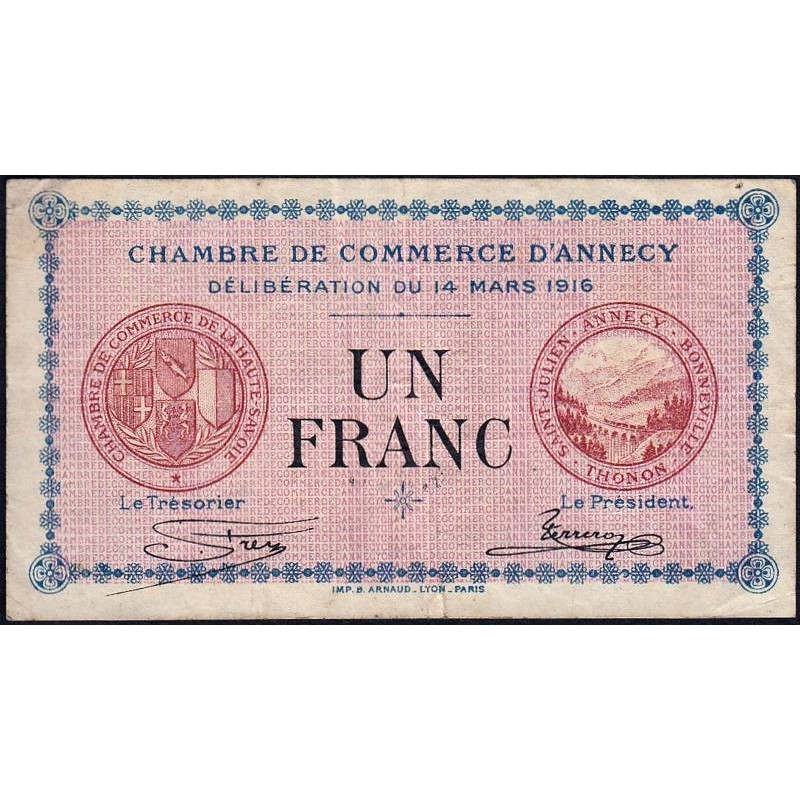 CHAMBRE DE COMMERCE D'ANNECY
DÉLIBÉRATION DU 14 MARS 1916
CHAMBRE DE COMMERCE DE LA HAUTE-SAVOIE
SAINT-JULIEN · ANNECY · BONNEVILLE · THONON
UN
FRANC
Le Trésorier
Le Président.
IMP. B. ARNAUD - LYON - PARIS